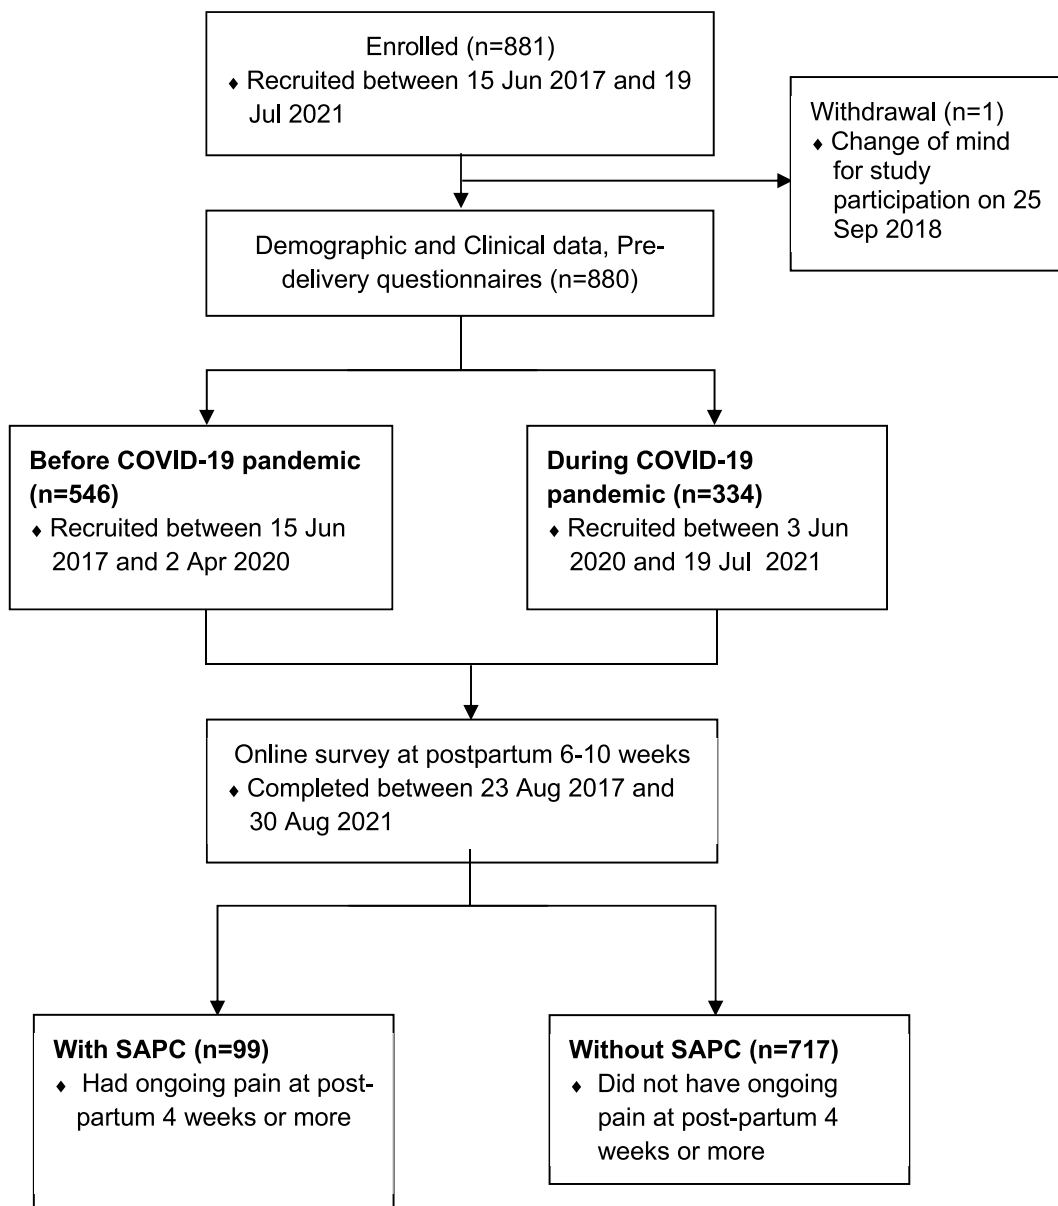 Enrolled (n=881)
♦ Recruited between 15 Jun 2017 and 19
Jul 2021
Withdrawal (n=1)
♦ Change of mind
for study
participation on 25
Sep 2018
Demographic and Clinical data, Pre-
delivery questionnaires (n=880)
Before COVID-19 pandemic
(n=546)
♦ Recruited between 15 Jun
2017 and 2 Apr 2020
During COVID-19
pandemic (n=334)
♦ Recruited between 3 Jun
2020 and 19 Jul 2021
Online survey at postpartum 6-10 weeks
♦ Completed between 23 Aug 2017 and
30 Aug 2021
With SAPC (n=99)
♦ Had ongoing pain at post-
partum 4 weeks or more
Without SAPC (n=717)
♦ Did not have ongoing
pain at post-partum 4
weeks or more